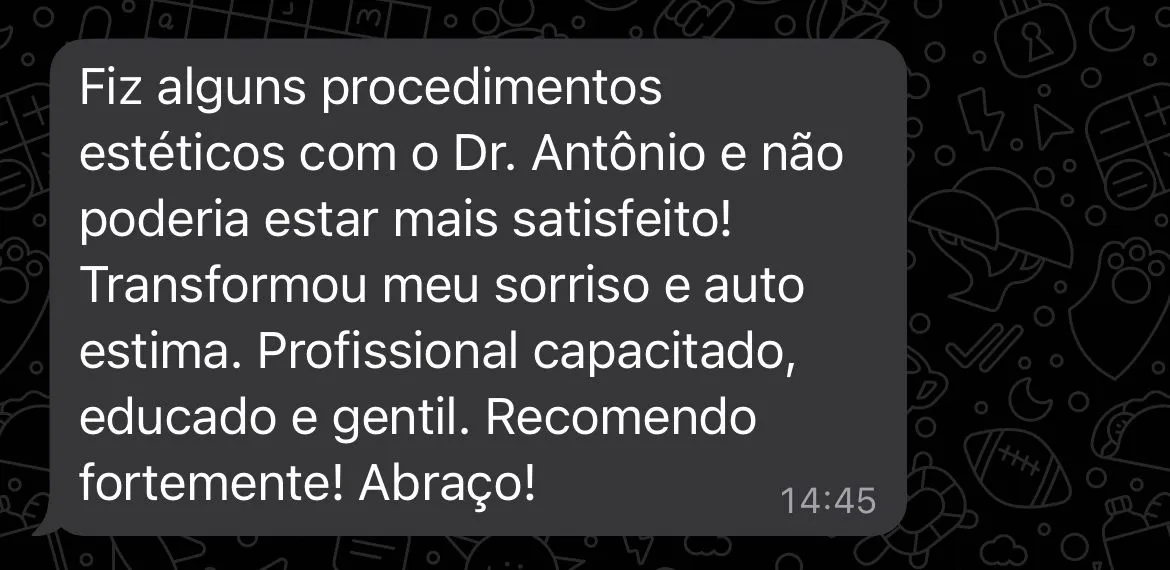 Fiz alguns procedimentos
estéticos com o Dr. Antônio e não
poderia estar mais satisfeito!
Transformou meu sorriso e auto
estima. Profissional capacitado,
educado e gentil. Recomendo
fortemente! Abraço!
14:45